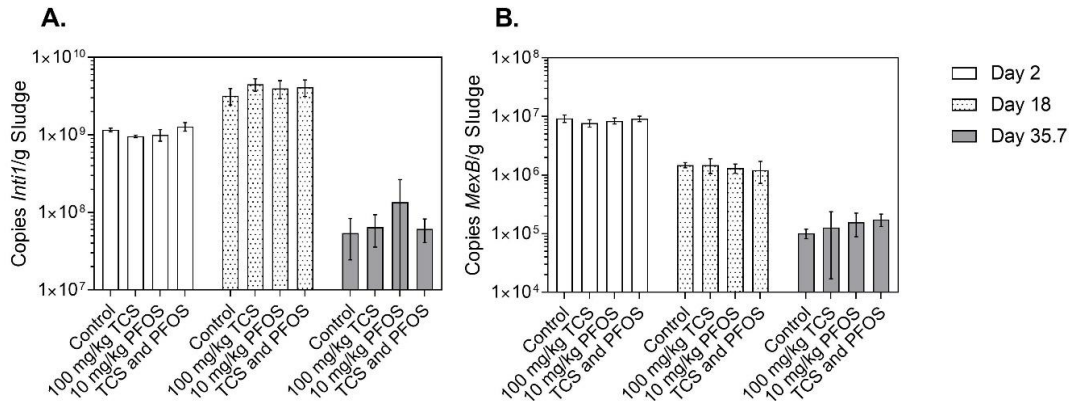 A.
Copies Inti1/g Sludge
1×10^10
1×10^9
1×10^8
1×10^7
Control
100 mg/kg TCS
10 mg/kg PFOS
TCS and PFOS
Control
100 mg/kg TCS
10 mg/kg PFOS
TCS and PFOS
Control
100 mg/kg TCS
10 mg/kg PFOS
TCS and PFOS
B.
Copies MexB/g Sludge
1×10^8
1×10^7
1×10^6
1×10^5
1×10^4
Control
100 mg/kg TCS
10 mg/kg PFOS
TCS and PFOS
Control
100 mg/kg TCS
10 mg/kg PFOS
TCS and PFOS
Control
100 mg/kg TCS
10 mg/kg PFOS
TCS and PFOS
Day 2
Day 18
Day 35.7